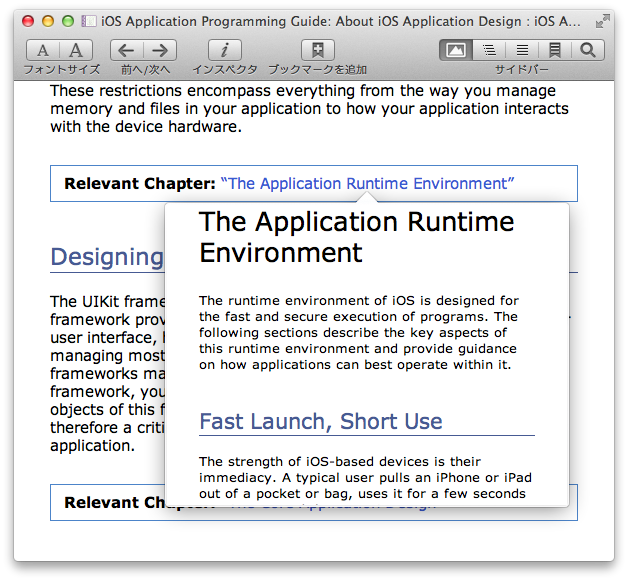 iOS Application Programming Guide: About iOS Application Design : iOS A...
A A
フォントサイズ 前へ/次へ インスペクタ ブックマークを追加 サイドバー
These restrictions encompass everything from the way you manage
memory and files in your application to how your application interacts
with the device hardware.
Relevant Chapter: “The Application Runtime Environment”
Designing
The UIKit frame
framework prov
user interface,
managing most
frameworks ma
framework, you
objects of this f
therefore a criti
application.
Relevant Chapter: “The Core Application Design”
The Application Runtime
Environment
The runtime environment of iOS is designed for
the fast and secure execution of programs. The
following sections describe the key aspects of
this runtime environment and provide guidance
on how applications can best operate within it.
Fast Launch, Short Use
The strength of iOS-based devices is their
immediacy. A typical user pulls an iPhone or iPad
out of a pocket or bag, uses it for a few seconds